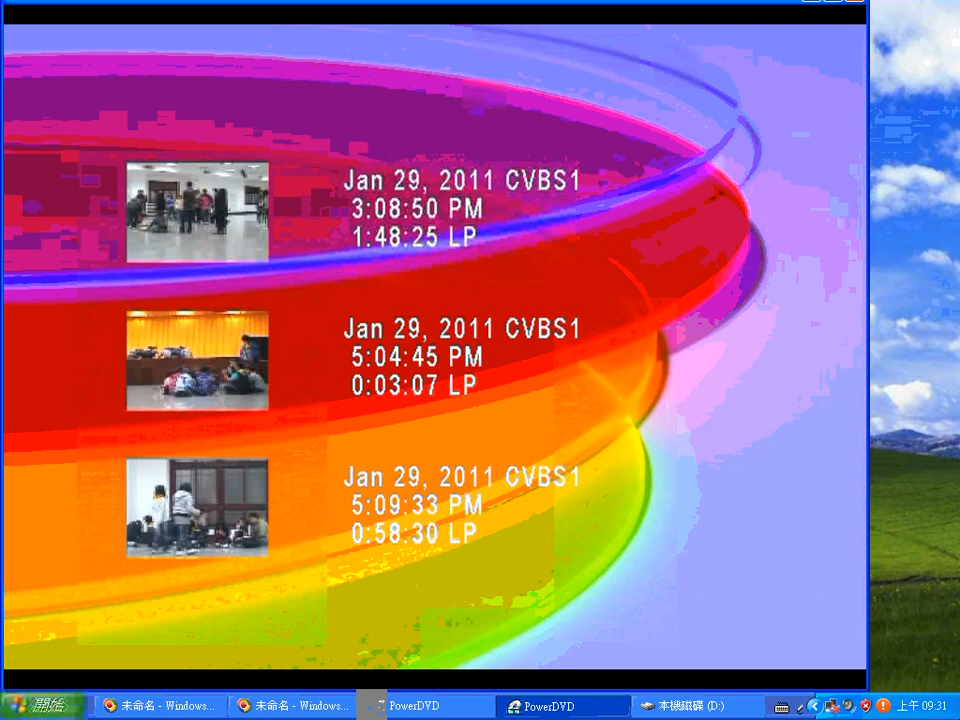 Jan 29, 2011 CVBS1
3:08:50 PM
1:48:25 LP
Jan 29, 2011 CVBS1
5:04:45 PM
0:03:07 LP
Jan 29, 2011 CVBS1
5:09:33 PM
0:58:30 LP
開始
未命名 - Windows...
未命名 - Windows...
PowerDVD
PowerDVD
本機磁碟 (D:)
上午 09:31